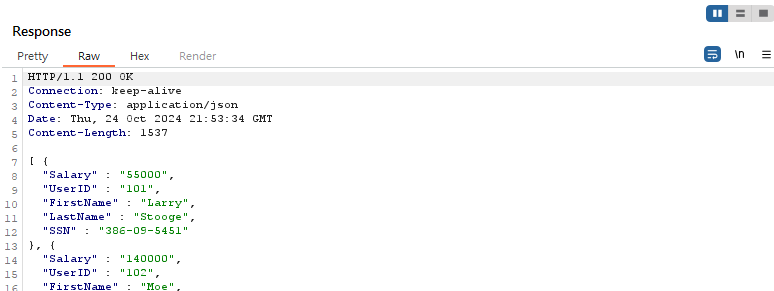 Response
Pretty Raw Hex Render \n
1 HTTP/1.1 200 OK
2 Connection: keep-alive
3 Content-Type: application/json
4 Date: Thu, 24 Oct 2024 21:53:34 GMT
5 Content-Length: 1537
6
7 [ {
8 "Salary" : "55000",
9 "UserID" : "101",
10 "FirstName" : "Larry",
11 "LastName" : "Stooge",
12 "SSN" : "386-09-5451"
13 }, {
14 "Salary" : "140000",
15 "UserID" : "102",
16 "FirstName" : "Moe",